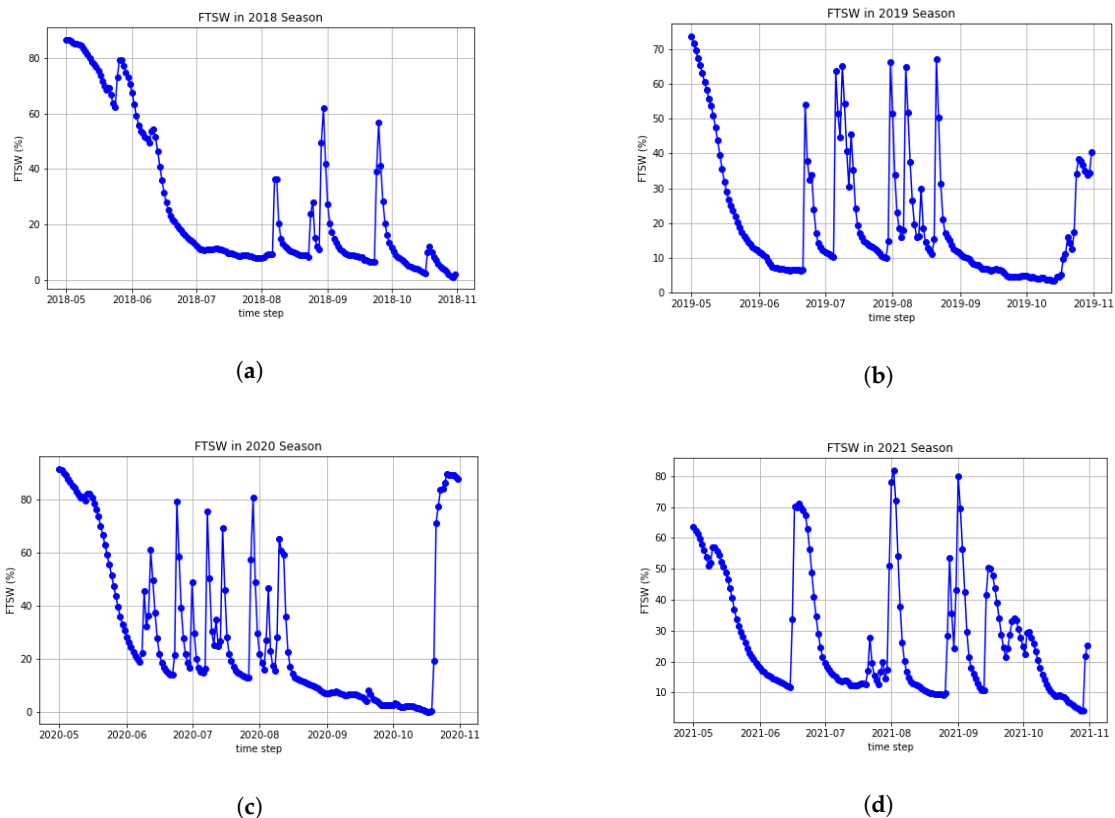 FTSW in 2018 Season
FTSW (%)
80
60
40
20
0
2018-05 2018-06 2018-07 2018-08 2018-09 2018-10 2018-11
time step
(a)
FTSW in 2019 Season
FTSW (%)
70
60
50
40
30
20
10
0
2019-05 2019-06 2019-07 2019-08 2019-09 2019-10 2019-11
time step
(b)
FTSW in 2020 Season
FTSW (%)
80
60
40
20
0
2020-05 2020-06 2020-07 2020-08 2020-09 2020-10 2020-11
time step
(c)
FTSW in 2021 Season
FTSW (%)
80
70
60
50
40
30
20
10
2021-05 2021-06 2021-07 2021-08 2021-09 2021-10 2021-11
time step
(d)